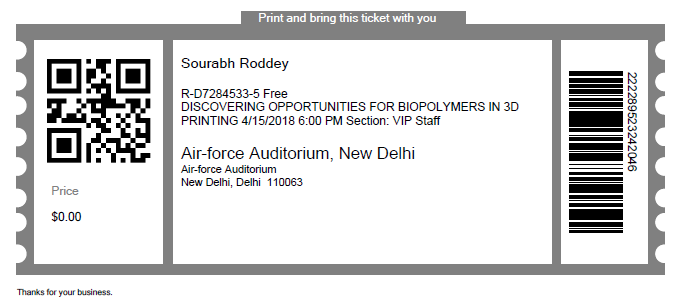 Print and bring this ticket with you
Sourabh Roddey
R-D7284533-5 Free
DISCOVERING OPPORTUNITIES FOR BIOPOLYMERS IN 3D
PRINTING 4/15/2018 6:00 PM Section: VIP Staff
Air-force Auditorium, New Delhi
Air-force Auditorium
New Delhi, Delhi 110063
Price
$0.00
2222895232422046
Thanks for your business.